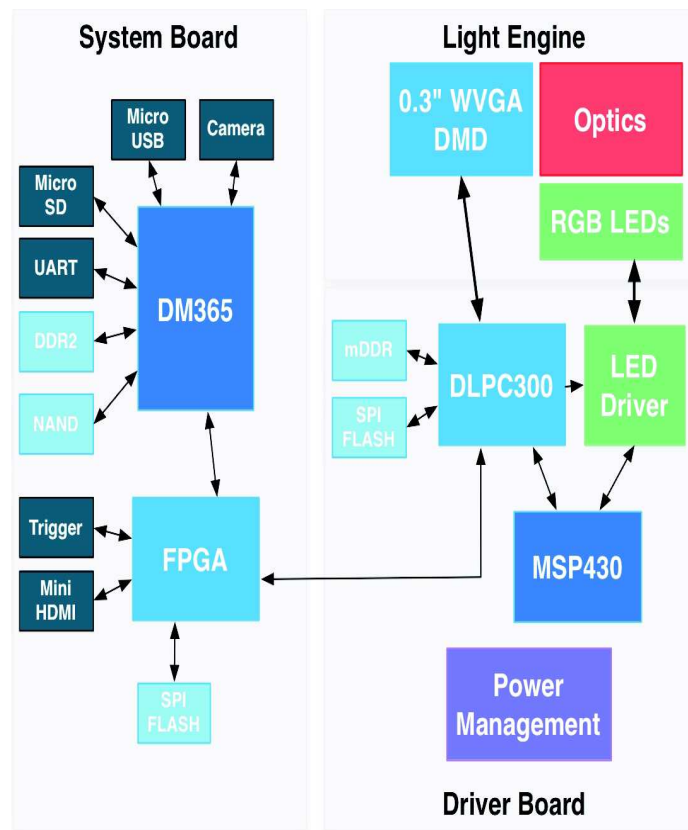 System Board
Micro
USB
Camera
Micro
SD
UART
DDR2
NAND
DM365
Trigger
Mini
HDMI
FPGA
SPI
FLASH
Light Engine
0.3" WVGA
DMD
Optics
RGB LEDs
mDDR
SPI
FLASH
DLPC300
LED
Driver
MSP430
Power
Management
Driver Board